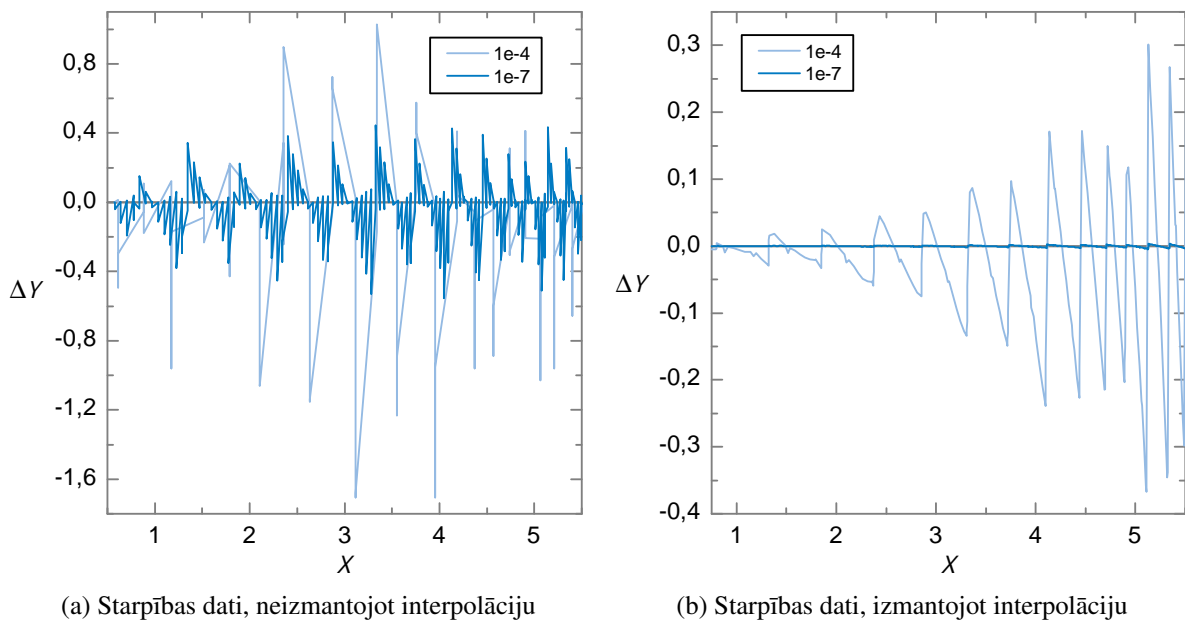 0,8
0,4
0,0
-0,4
-0,8
-1,2
-1,6
ΔY
1e-4
1e-7
1 2 3 4 5
X
(a) Starpības dati, neizmantojot interpolāciju
0,3
0,2
0,1
0,0
-0,1
-0,2
-0,3
-0,4
ΔY
1e-4
1e-7
1 2 3 4 5
X
(b) Starpības dati, izmantojot interpolāciju